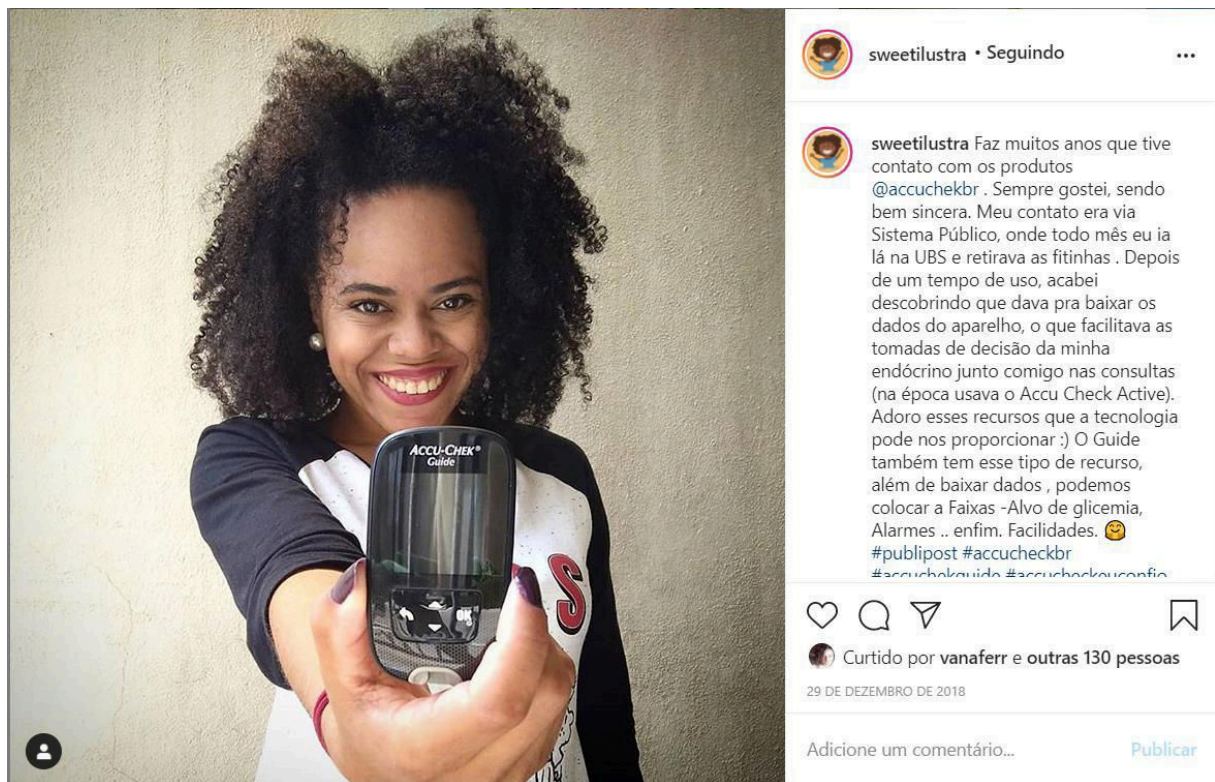 ACCU-CHEK®
Guide
OK
sweetilustra • Seguindo
sweetilustra Faz muitos anos que tive
contato com os produtos
@accuchekbr . Sempre gostei, sendo
bem sincera. Meu contato era via
Sistema Público, onde todo mês eu ia
lá na UBS e retirava as fitinhas . Depois
de um tempo de uso, acabei
descobrindo que dava pra baixar os
dados do aparelho, o que facilitava as
tomadas de decisão da minha
endócrino junto comigo nas consultas
(na época usava o Accu Check Active).
Adoro esses recursos que a tecnologia
pode nos proporcionar :) O Guide
também tem esse tipo de recurso,
além de baixar dados , podemos
colocar a Faixas -Alvo de glicemia,
Alarmes .. enfim. Facilidades. 🤗
#publipost #accucheckbr
#accuchekguide #accucheckeuconfio
Curtido por vanaferr e outras 130 pessoas
29 DE DEZEMBRO DE 2018
Adicione um comentário... Publicar
S